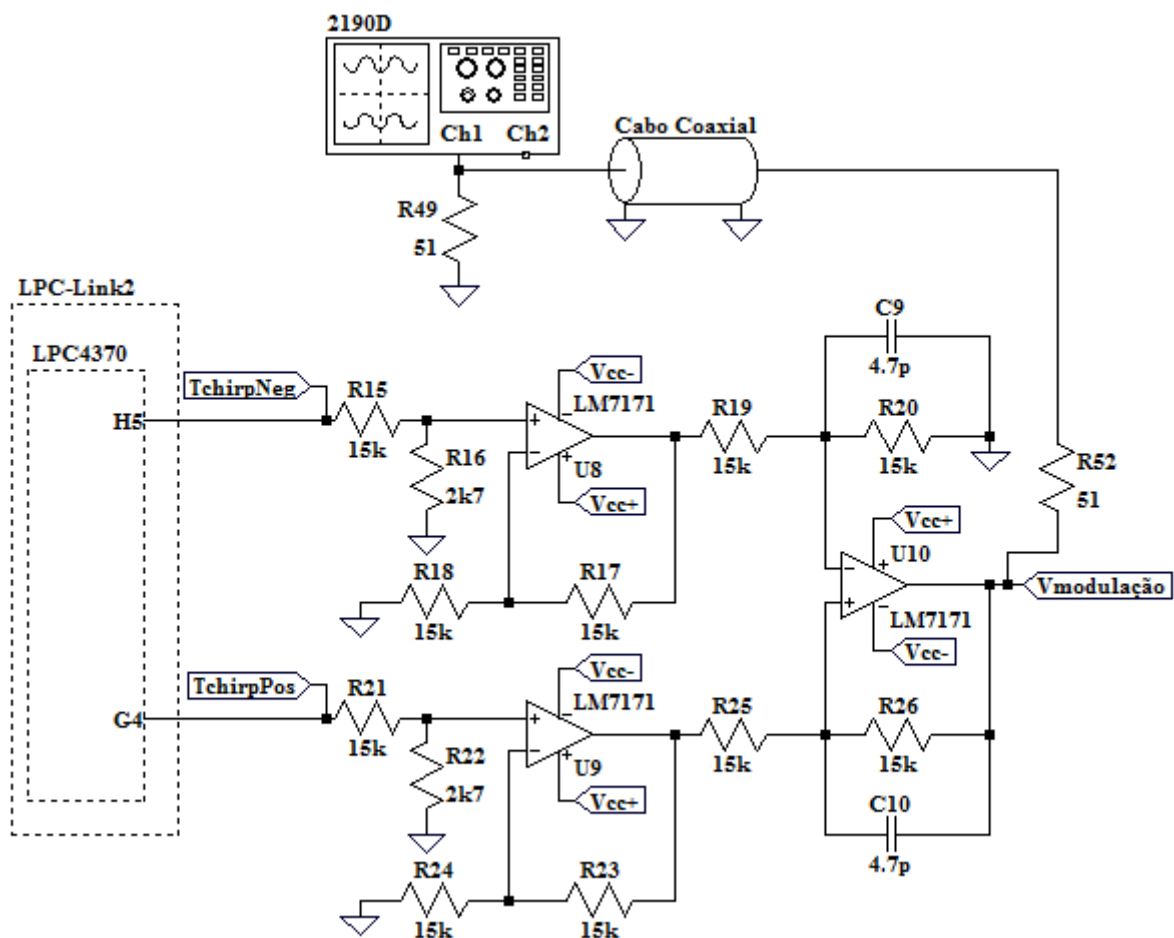 2190D
Ch1 Ch2
Cabo Coaxial
R49
51
LPC-Link2
LPC4370
H5
G4
TchirpNeg
R15
15k
R16
2k7
Vcc-
LM7171
U8
Vcc+
R18
15k
R17
15k
R19
15k
C9
4.7p
R20
15k
R52
51
Vcc+
U10
LM7171
Vcc-
Vmodulação
TchirpPos
R21
15k
R22
2k7
Vcc-
LM7171
U9
Vcc+
R24
15k
R23
15k
R25
15k
R26
15k
C10
4.7p